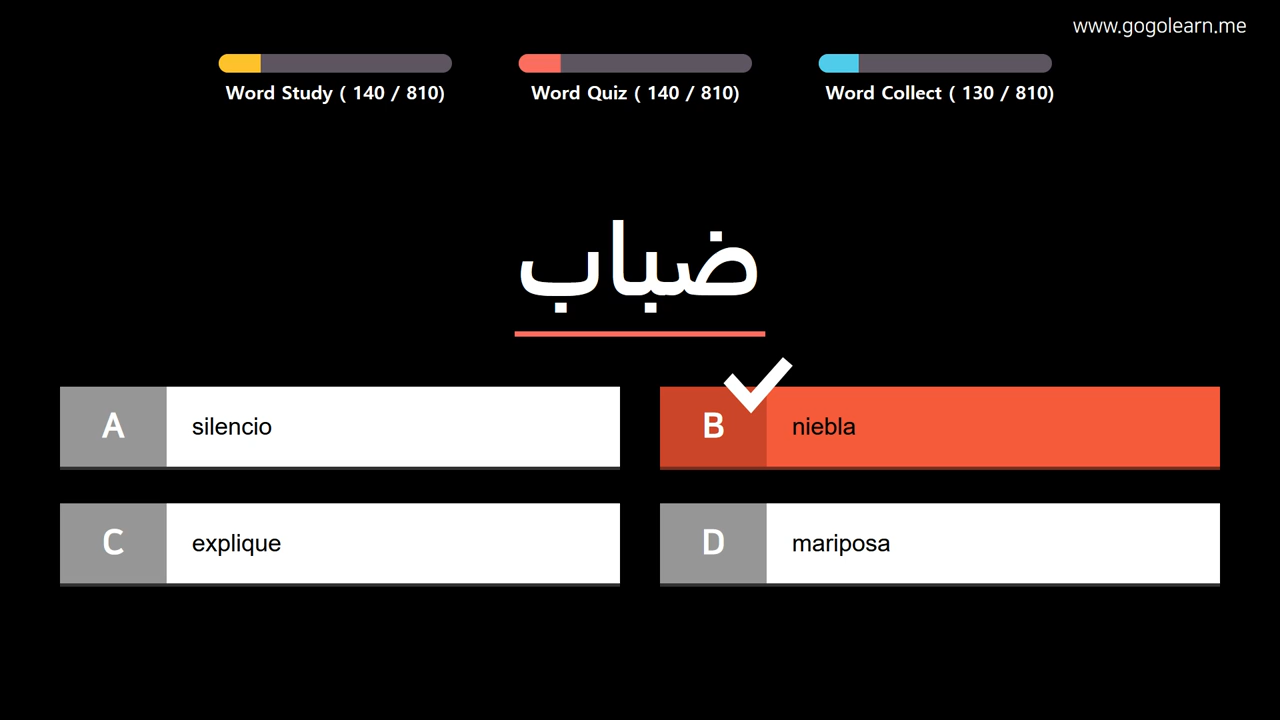 www.gogolearn.me
Word Study ( 140 / 810)
Word Quiz ( 140 / 810)
Word Collect ( 130 / 810)
ضباب
A silencio
B niebla
C explique
D mariposa